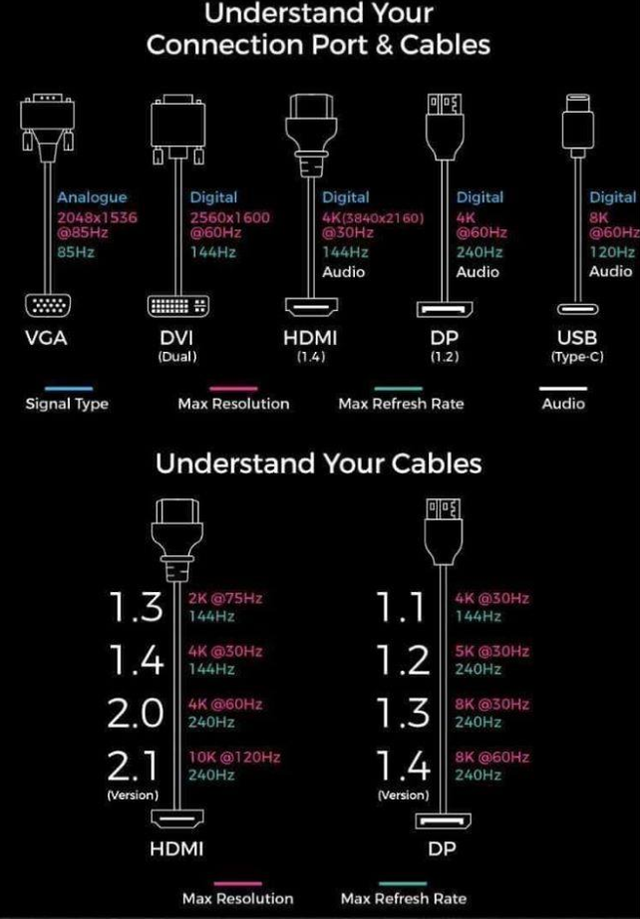 Understand Your
Connection Port & Cables
Analogue
2048x1536
@85Hz
85Hz
VGA
Digital
2560x1600
@60Hz
144Hz
DVI
(Dual)
Digital
4K(3840x2160)
@30Hz
144Hz
Audio
HDMI
(1.4)
Digital
4K
@60Hz
240Hz
Audio
DP
(1.2)
Digital
8K
@60Hz
120Hz
Audio
USB
(Type-C)
Signal Type
Max Resolution
Max Refresh Rate
Audio
Understand Your Cables
1.3
2K @75Hz
144Hz
1.4
4K @30Hz
144Hz
2.0
4K @60Hz
240Hz
2.1
(Version)
10K @120Hz
240Hz
HDMI
1.1
4K @30Hz
144Hz
1.2
5K @30Hz
240Hz
1.3
8K @30Hz
240Hz
1.4
(Version)
8K @60Hz
240Hz
DP
Max Resolution
Max Refresh Rate